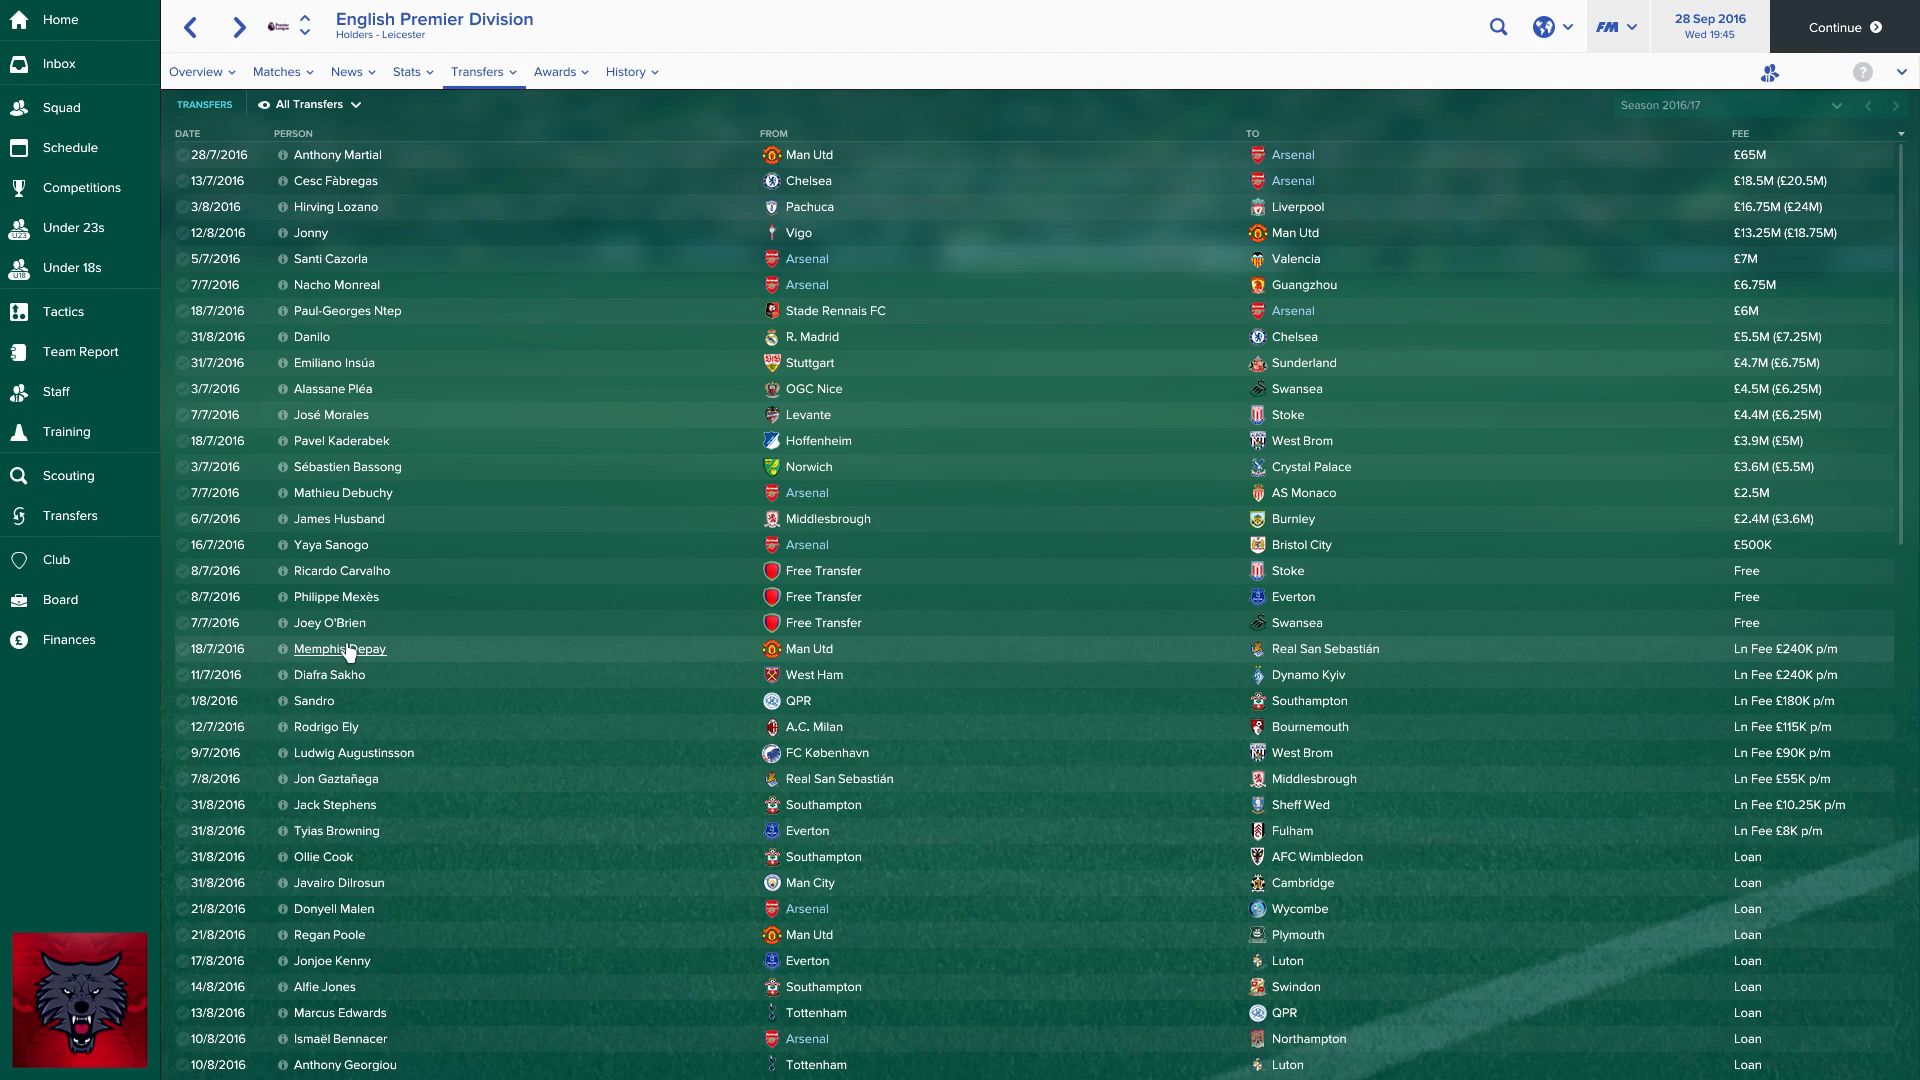 Home
Inbox
Squad
Schedule
Competitions
U23
Under 23s
U18
Under 18s
Tactics
Team Report
Staff
Training
Scouting
Transfers
Club
Board
Finances
English Premier Division
Holders - Leicester
FM
28 Sep 2016
Wed 19:45
Continue
Overview Matches News Stats Transfers Awards History
TRANSFERS All Transfers Season 2016/17
DATE PERSON FROM TO FEE
28/7/2016 Anthony Martial Man Utd Arsenal £65M
13/7/2016 Cesc Fàbregas Chelsea Arsenal £18.5M (£20.5M)
3/8/2016 Hirving Lozano Pachuca Liverpool £16.75M (£24M)
12/8/2016 Jonny Vigo Man Utd £13.25M (£18.75M)
5/7/2016 Santi Cazorla Arsenal Valencia £7M
7/7/2016 Nacho Monreal Arsenal Guangzhou £6.75M
18/7/2016 Paul-Georges Ntep Stade Rennais FC Arsenal £6M
31/8/2016 Danilo R. Madrid Chelsea £5.5M (£7.25M)
31/7/2016 Emiliano Insúa Stuttgart Sunderland £4.7M (£6.75M)
3/7/2016 Alassane Pléa OGC Nice Swansea £4.5M (£6.25M)
7/7/2016 José Morales Levante Stoke £4.4M (£6.25M)
18/7/2016 Pavel Kaderabek Hoffenheim West Brom £3.9M (£5M)
3/7/2016 Sébastien Bassong Norwich Crystal Palace £3.6M (£5.5M)
7/7/2016 Mathieu Debuchy Arsenal AS Monaco £2.5M
6/7/2016 James Husband Middlesbrough Burnley £2.4M (£3.6M)
16/7/2016 Yaya Sanogo Arsenal Bristol City £500K
8/7/2016 Ricardo Carvalho Free Transfer Stoke Free
8/7/2016 Philippe Mexès Free Transfer Everton Free
7/7/2016 Joey O'Brien Free Transfer Swansea Free
18/7/2016 Memphis Depay Man Utd Real San Sebastián Ln Fee £240K p/m
11/7/2016 Diafra Sakho West Ham Dynamo Kyiv Ln Fee £240K p/m
1/8/2016 Sandro QPR Southampton Ln Fee £180K p/m
12/7/2016 Rodrigo Ely A.C. Milan Bournemouth Ln Fee £115K p/m
9/7/2016 Ludwig Augustinsson FC København West Brom Ln Fee £90K p/m
7/8/2016 Jon Gaztañaga Real San Sebastián Middlesbrough Ln Fee £55K p/m
31/8/2016 Jack Stephens Southampton Sheff Wed Ln Fee £10.25K p/m
31/8/2016 Tyias Browning Everton Fulham Ln Fee £8K p/m
31/8/2016 Ollie Cook Southampton AFC Wimbledon Loan
31/8/2016 Javairo Dilrosun Man City Cambridge Loan
21/8/2016 Donyell Malen Arsenal Wycombe Loan
21/8/2016 Regan Poole Man Utd Plymouth Loan
17/8/2016 Jonjoe Kenny Everton Luton Loan
14/8/2016 Alfie Jones Southampton Swindon Loan
13/8/2016 Marcus Edwards Tottenham QPR Loan
10/8/2016 Ismaël Bennacer Arsenal Northampton Loan
10/8/2016 Anthony Georgiou Tottenham Luton Loan